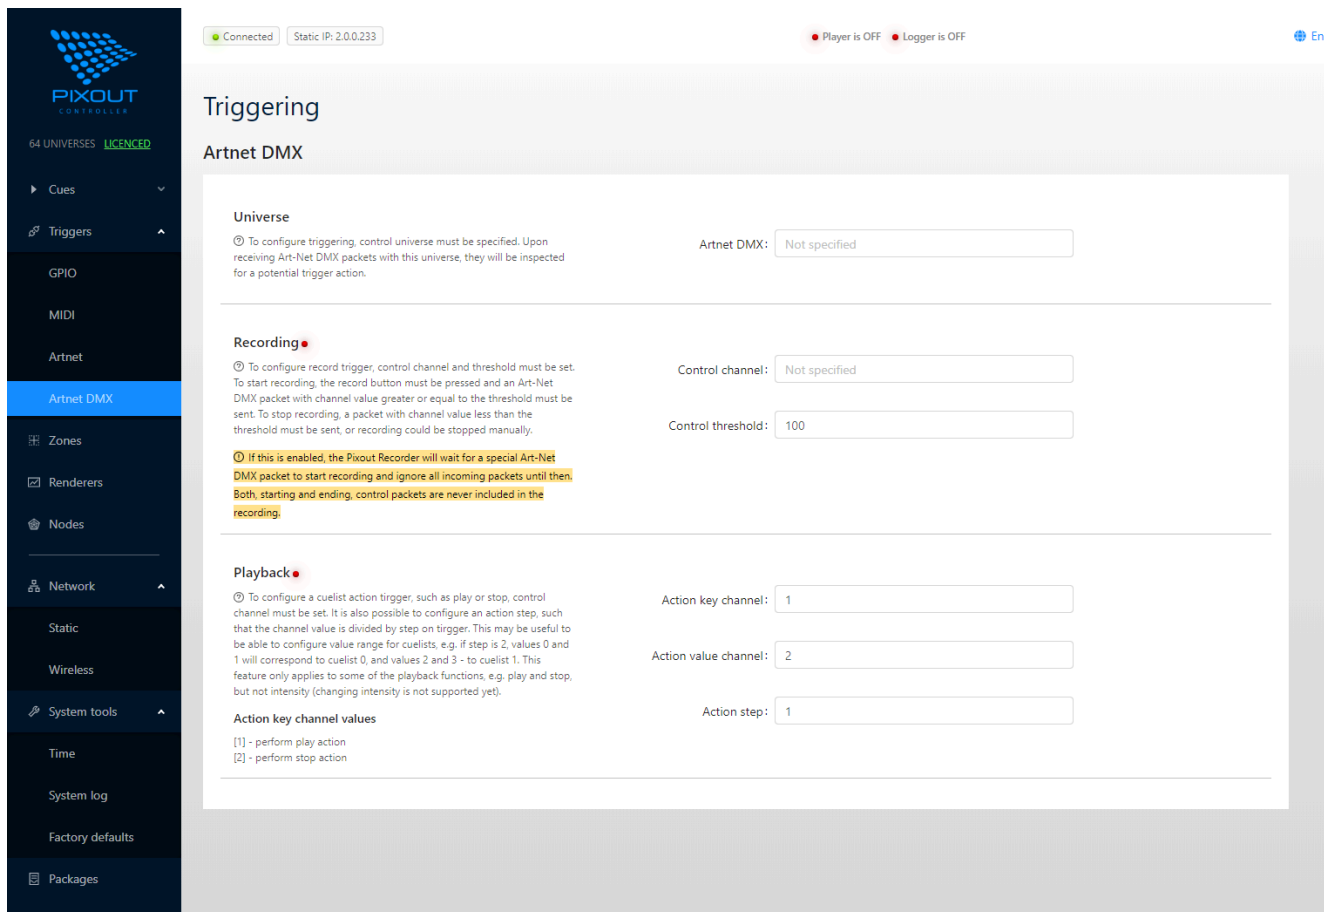 PIXOUT
CONTROLLER
64 UNIVERSES LICENCED
Cues
Triggers
GPIO
MIDI
Artnet
Artnet DMX
Zones
Renderers
Nodes
Network
Static
Wireless
System tools
Time
System log
Factory defaults
Packages
Connected
Static IP: 2.0.0.233
Player is OFF
Logger is OFF
En
Triggering
Artnet DMX
Universe
To configure triggering, control universe must be specified. Upon
receiving Art-Net DMX packets with this universe, they will be inspected
for a potential trigger action.
Artnet DMX: Not specified
Recording
To configure record trigger, control channel and threshold must be set.
To start recording, the record button must be pressed and an Art-Net
DMX packet with channel value greater or equal to the threshold must be
sent. To stop recording, a packet with channel value less than the
threshold must be sent, or recording could be stopped manually.
If this is enabled, the Pixout Recorder will wait for a special Art-Net
DMX packet to start recording and ignore all incoming packets until then.
Both, starting and ending, control packets are never included in the
recording.
Control channel: Not specified
Control threshold: 100
Playback
To configure a cuelist action tirgger, such as play or stop, control
channel must be set. It is also possible to configure an action step, such
that the channel value is divided by step on tirgger. This may be useful to
be able to configure value range for cuelists, e.g. if step is 2, values 0 and
1 will correspond to cuelist 0, and values 2 and 3 - to cuelist 1. This
feature only applies to some of the playback functions, e.g. play and stop,
but not intensity (changing intensity is not supported yet).
Action key channel values
[1] - perform play action
[2] - perform stop action
Action key channel: 1
Action value channel: 2
Action step: 1